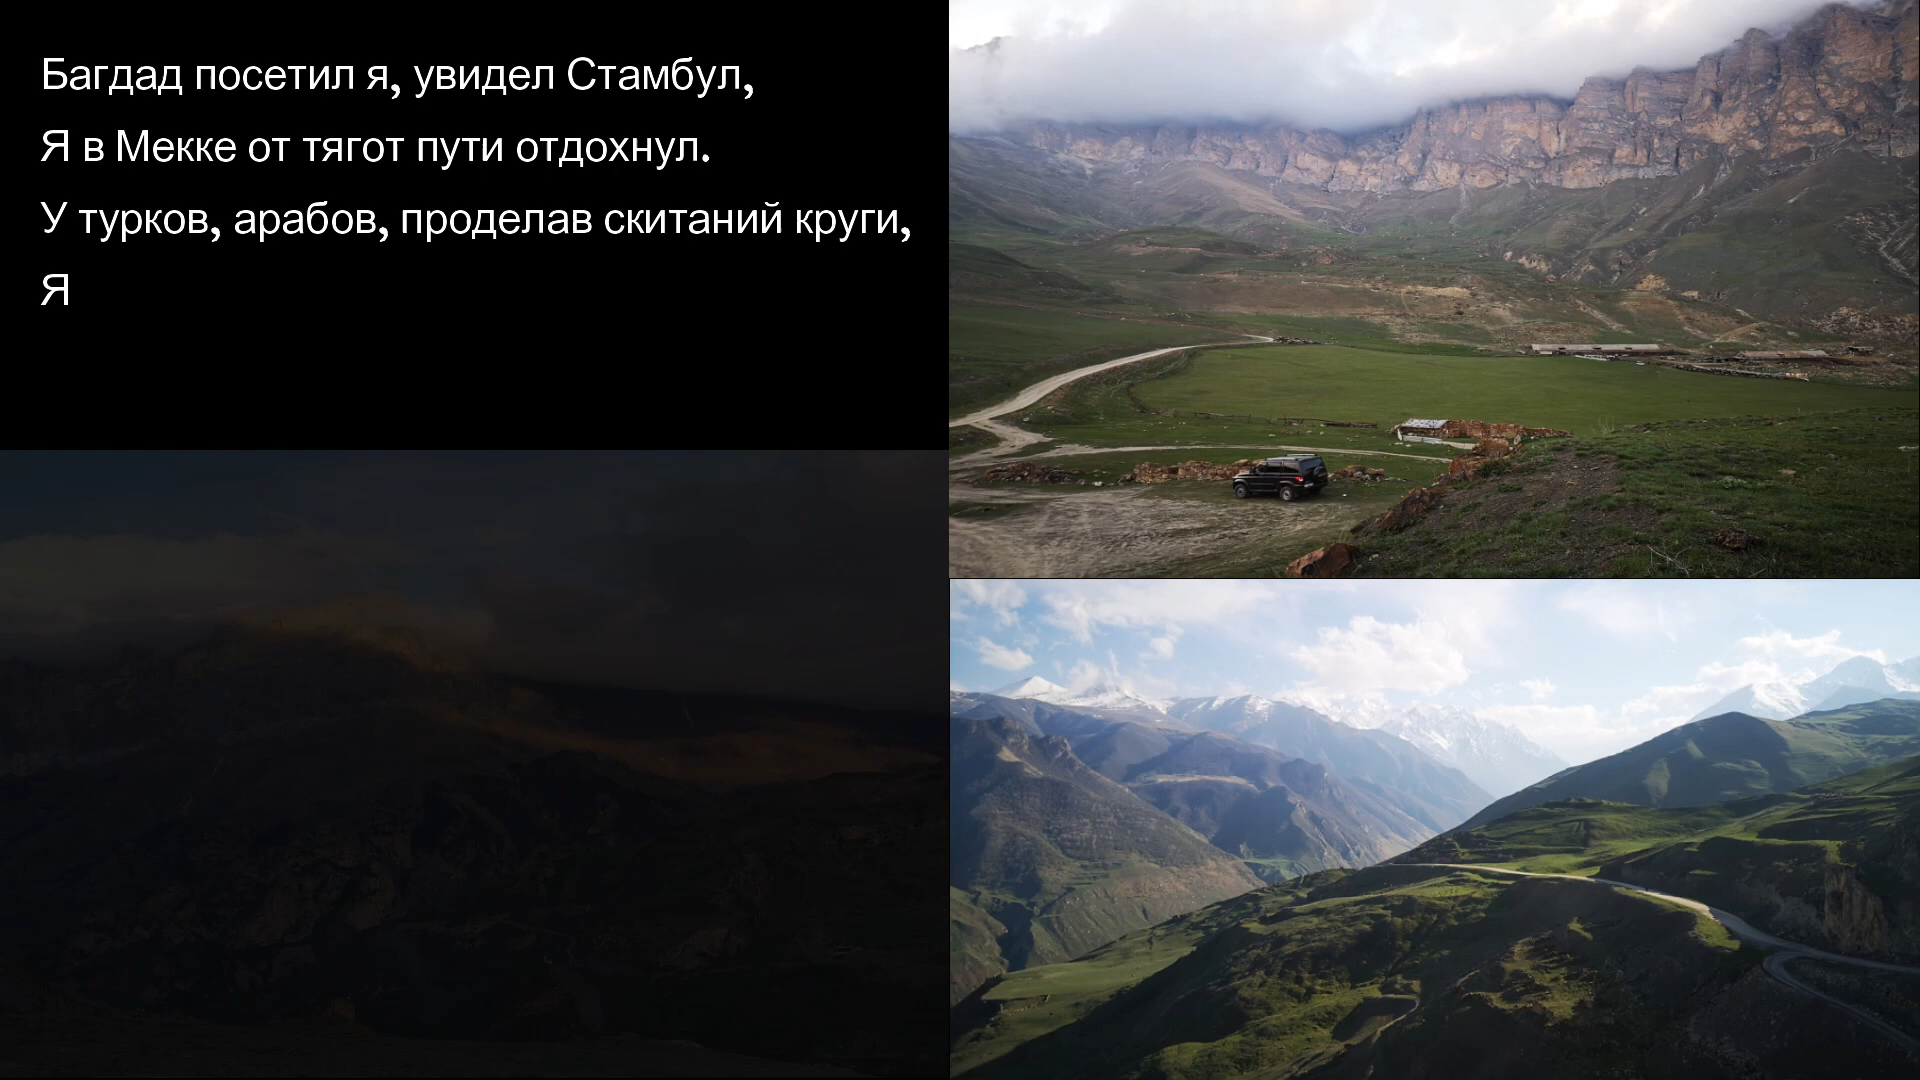 Багдад посетил я, увидел Стамбул,
Я в Мекке от тягот пути отдохнул.
У турков, арабов, проделав скитаний круги,
Я